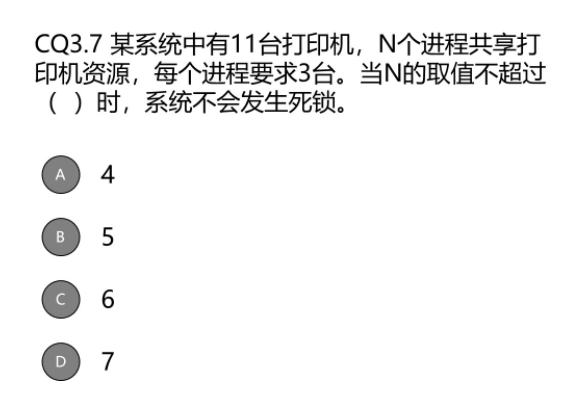 CQ3.7 某系统中有11台打印机，N个进程共享打
印机资源，每个进程要求3台。当N的取值不超过
（ ）时，系统不会发生死锁。
A 4
B 5
C 6
D 7